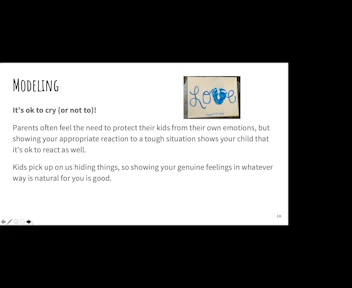 Modeling
Love
It's ok to cry (or not to)!
Parents often feel the need to protect their kids from their own emotions, but
showing your appropriate reaction to a tough situation shows your child that
it's ok to react as well.
Kids pick up on us hiding things, so showing your genuine feelings in whatever
way is natural for you is good.